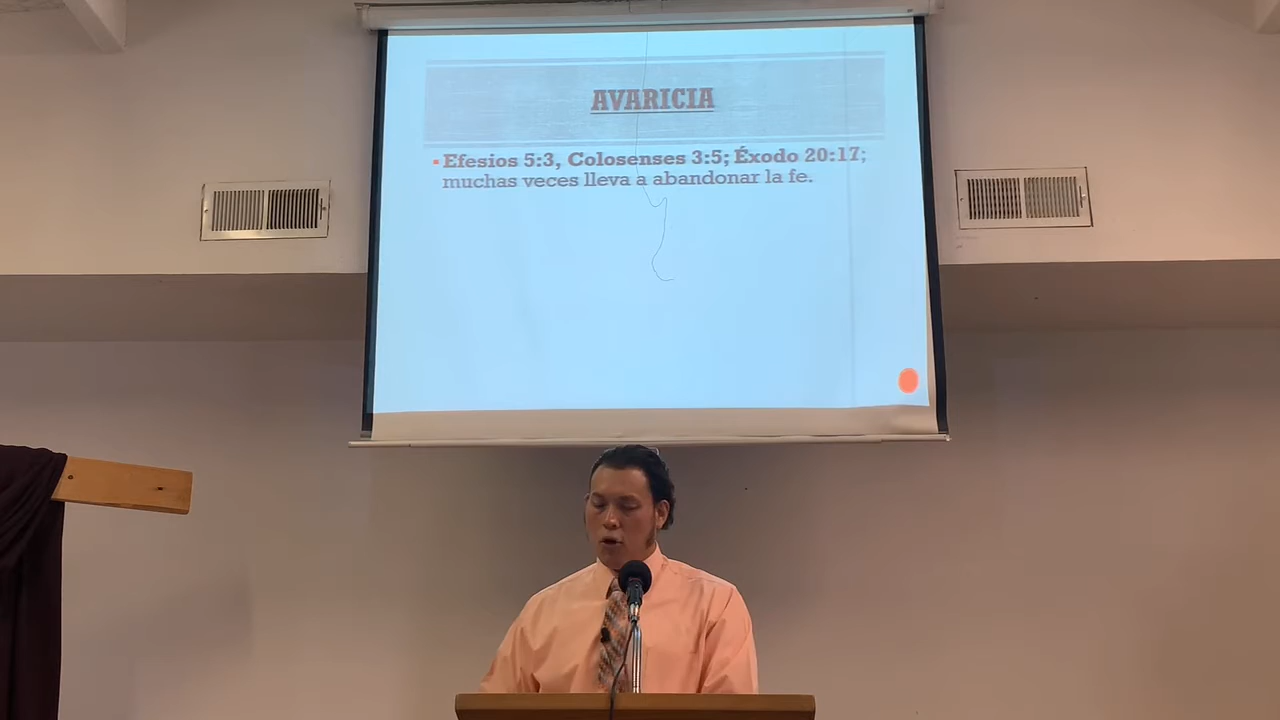 AVARICIA
Efesios 5:3, Colosenses 3:5; Éxodo 20:17;
muchas veces lleva a abandonar la fe.